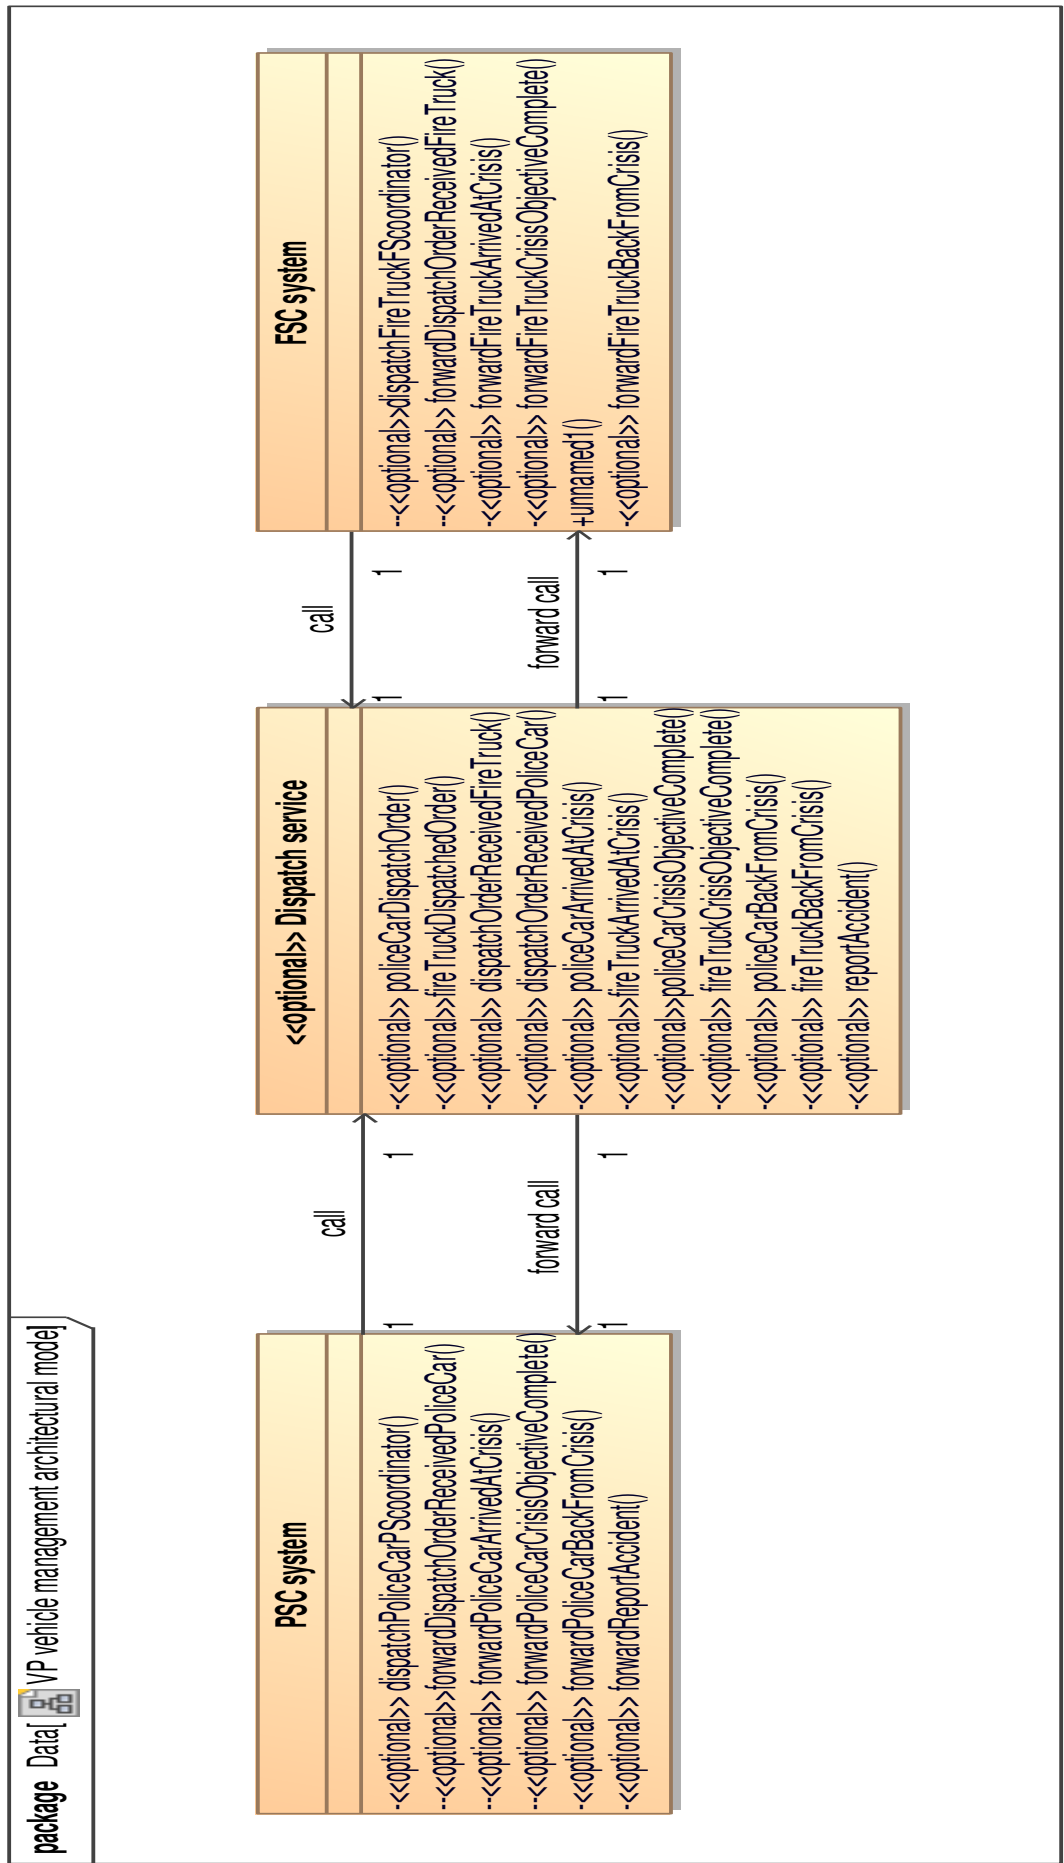 package Data[ VP vehicle management architectural model]
PSC system
-<<optional>> dispatchPoliceCarPScoordinator()
--<<optional>>forwardDispatchOrderReceivedPoliceCar()
--<<optional>> forwardPoliceCarArrivedAtCrisis()
--<<optional>> forwardPoliceCarCrisisObjectiveComplete()
-<<optional>> forwardPoliceCarBackFromCrisis()
-<<optional>> forwardReportAccident()
call
1
1
forward call
1
1
<<optional>> Dispatch service
-<<optional>> policeCarDispatchOrder()
-<<optional>>fireTruckDispatchedOrder()
-<<optional>> dispatchOrderReceivedFireTruck()
-<<optional>> dispatchOrderReceivedPoliceCar()
-<<optional>> policeCarArrivedAtCrisis()
-<<optional>>fireTruckArrivedAtCrisis()
-<<optional>>policeCarCrisisObjectiveComplete()
-<<optional>> fireTruckCrisisObjectiveComplete()
-<<optional>> policeCarBackFromCrisis()
-<<optional>> fireTruckBackFromCrisis()
-<<optional>> reportAccident()
call
1
1
forward call
1
1
FSC system
--<<optional>>dispatchFireTruckFScoordinator()
--<<optional>> forwardDispatchOrderReceivedFireTruck()
-<<optional>> forwardFireTruckArrivedAtCrisis()
-<<optional>> forwardFireTruckCrisisObjectiveComplete()
+unnamed1()
-<<optional>> forwardFireTruckBackFromCrisis()